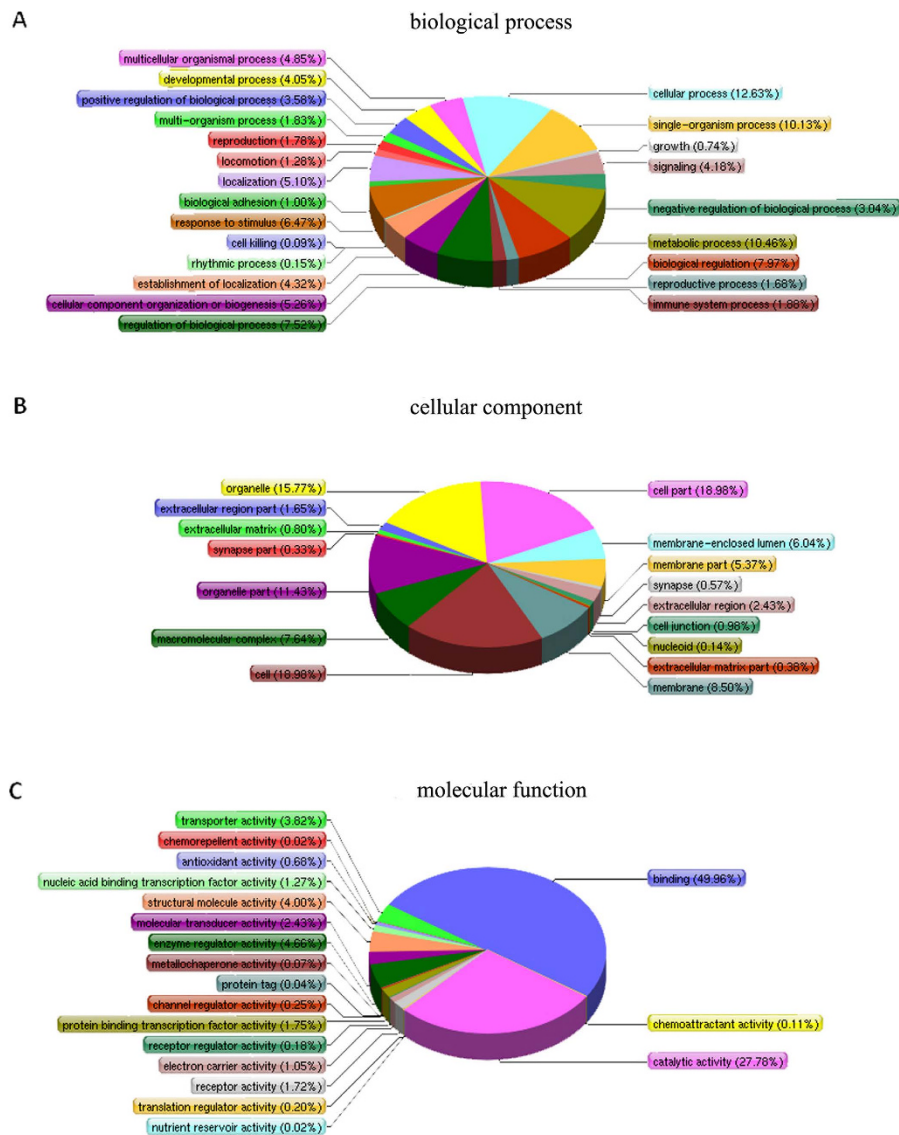 A
biological process
multicellular organismal process (4.85%)
developmental process (4.05%)
positive regulation of biological process (3.58%)
multi-organism process (1.83%)
reproduction (1.78%)
locomotion (1.28%)
localization (5.10%)
biological adhesion (1.00%)
response to stimulus (6.47%)
cell killing (0.09%)
rhythmic process (0.15%)
establishment of localization (4.32%)
cellular component organization or biogenesis (5.26%)
regulation of biological process (7.52%)
cellular process (12.63%)
single-organism process (10.13%)
growth (0.74%)
signaling (4.18%)
negative regulation of biological process (3.04%)
metabolic process (10.46%)
biological regulation (7.97%)
reproductive process (1.68%)
immune system process (1.88%)
B
cellular component
organelle (15.77%)
extracellular region part (1.65%)
extracellular matrix (0.80%)
synapse part (0.33%)
organelle part (11.43%)
macromolecular complex (7.64%)
cell (18.98%)
cell part (18.98%)
membrane-enclosed lumen (6.04%)
membrane part (5.37%)
synapse (0.57%)
extracellular region (2.43%)
cell junction (0.98%)
nucleoid (0.14%)
extracellular matrix part (0.38%)
membrane (8.50%)
C
molecular function
transporter activity (3.82%)
chemorepellent activity (0.02%)
antioxidant activity (0.68%)
nucleic acid binding transcription factor activity (1.27%)
structural molecule activity (4.00%)
molecular transducer activity (2.43%)
enzyme regulator activity (4.66%)
metallochaperone activity (0.07%)
protein tag (0.04%)
channel regulator activity (0.25%)
protein binding transcription factor activity (1.75%)
receptor regulator activity (0.18%)
electron carrier activity (1.05%)
receptor activity (1.72%)
translation regulator activity (0.20%)
nutrient reservoir activity (0.02%)
binding (49.96%)
chemoattractant activity (0.11%)
catalytic activity (27.78%)